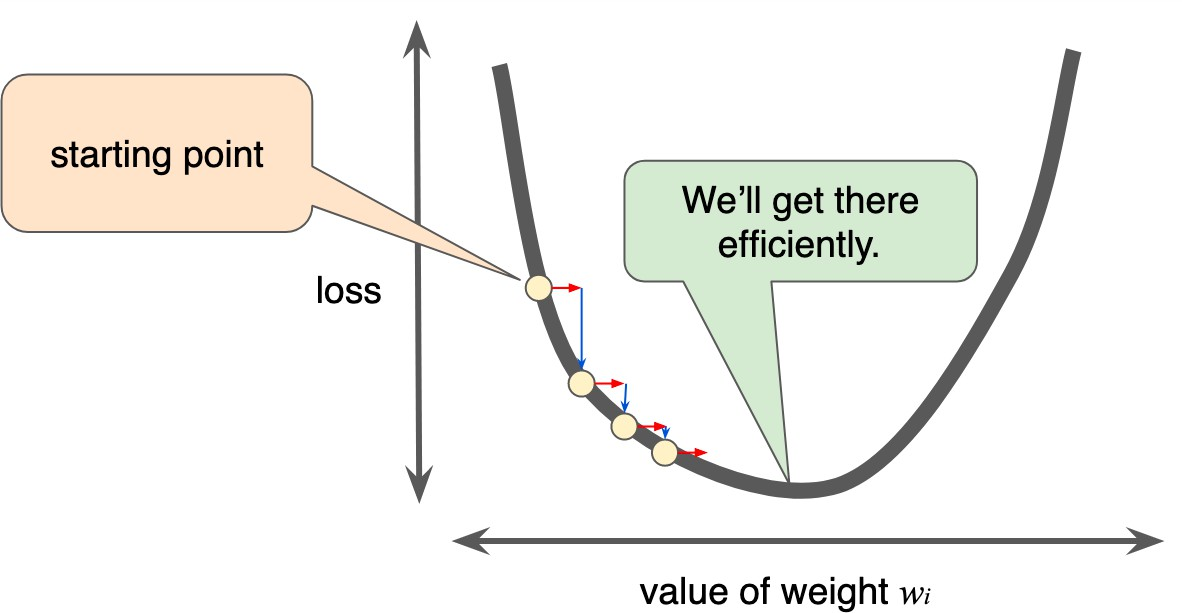 starting point
We’ll get there
efficiently.
loss
value of weight wᵢ